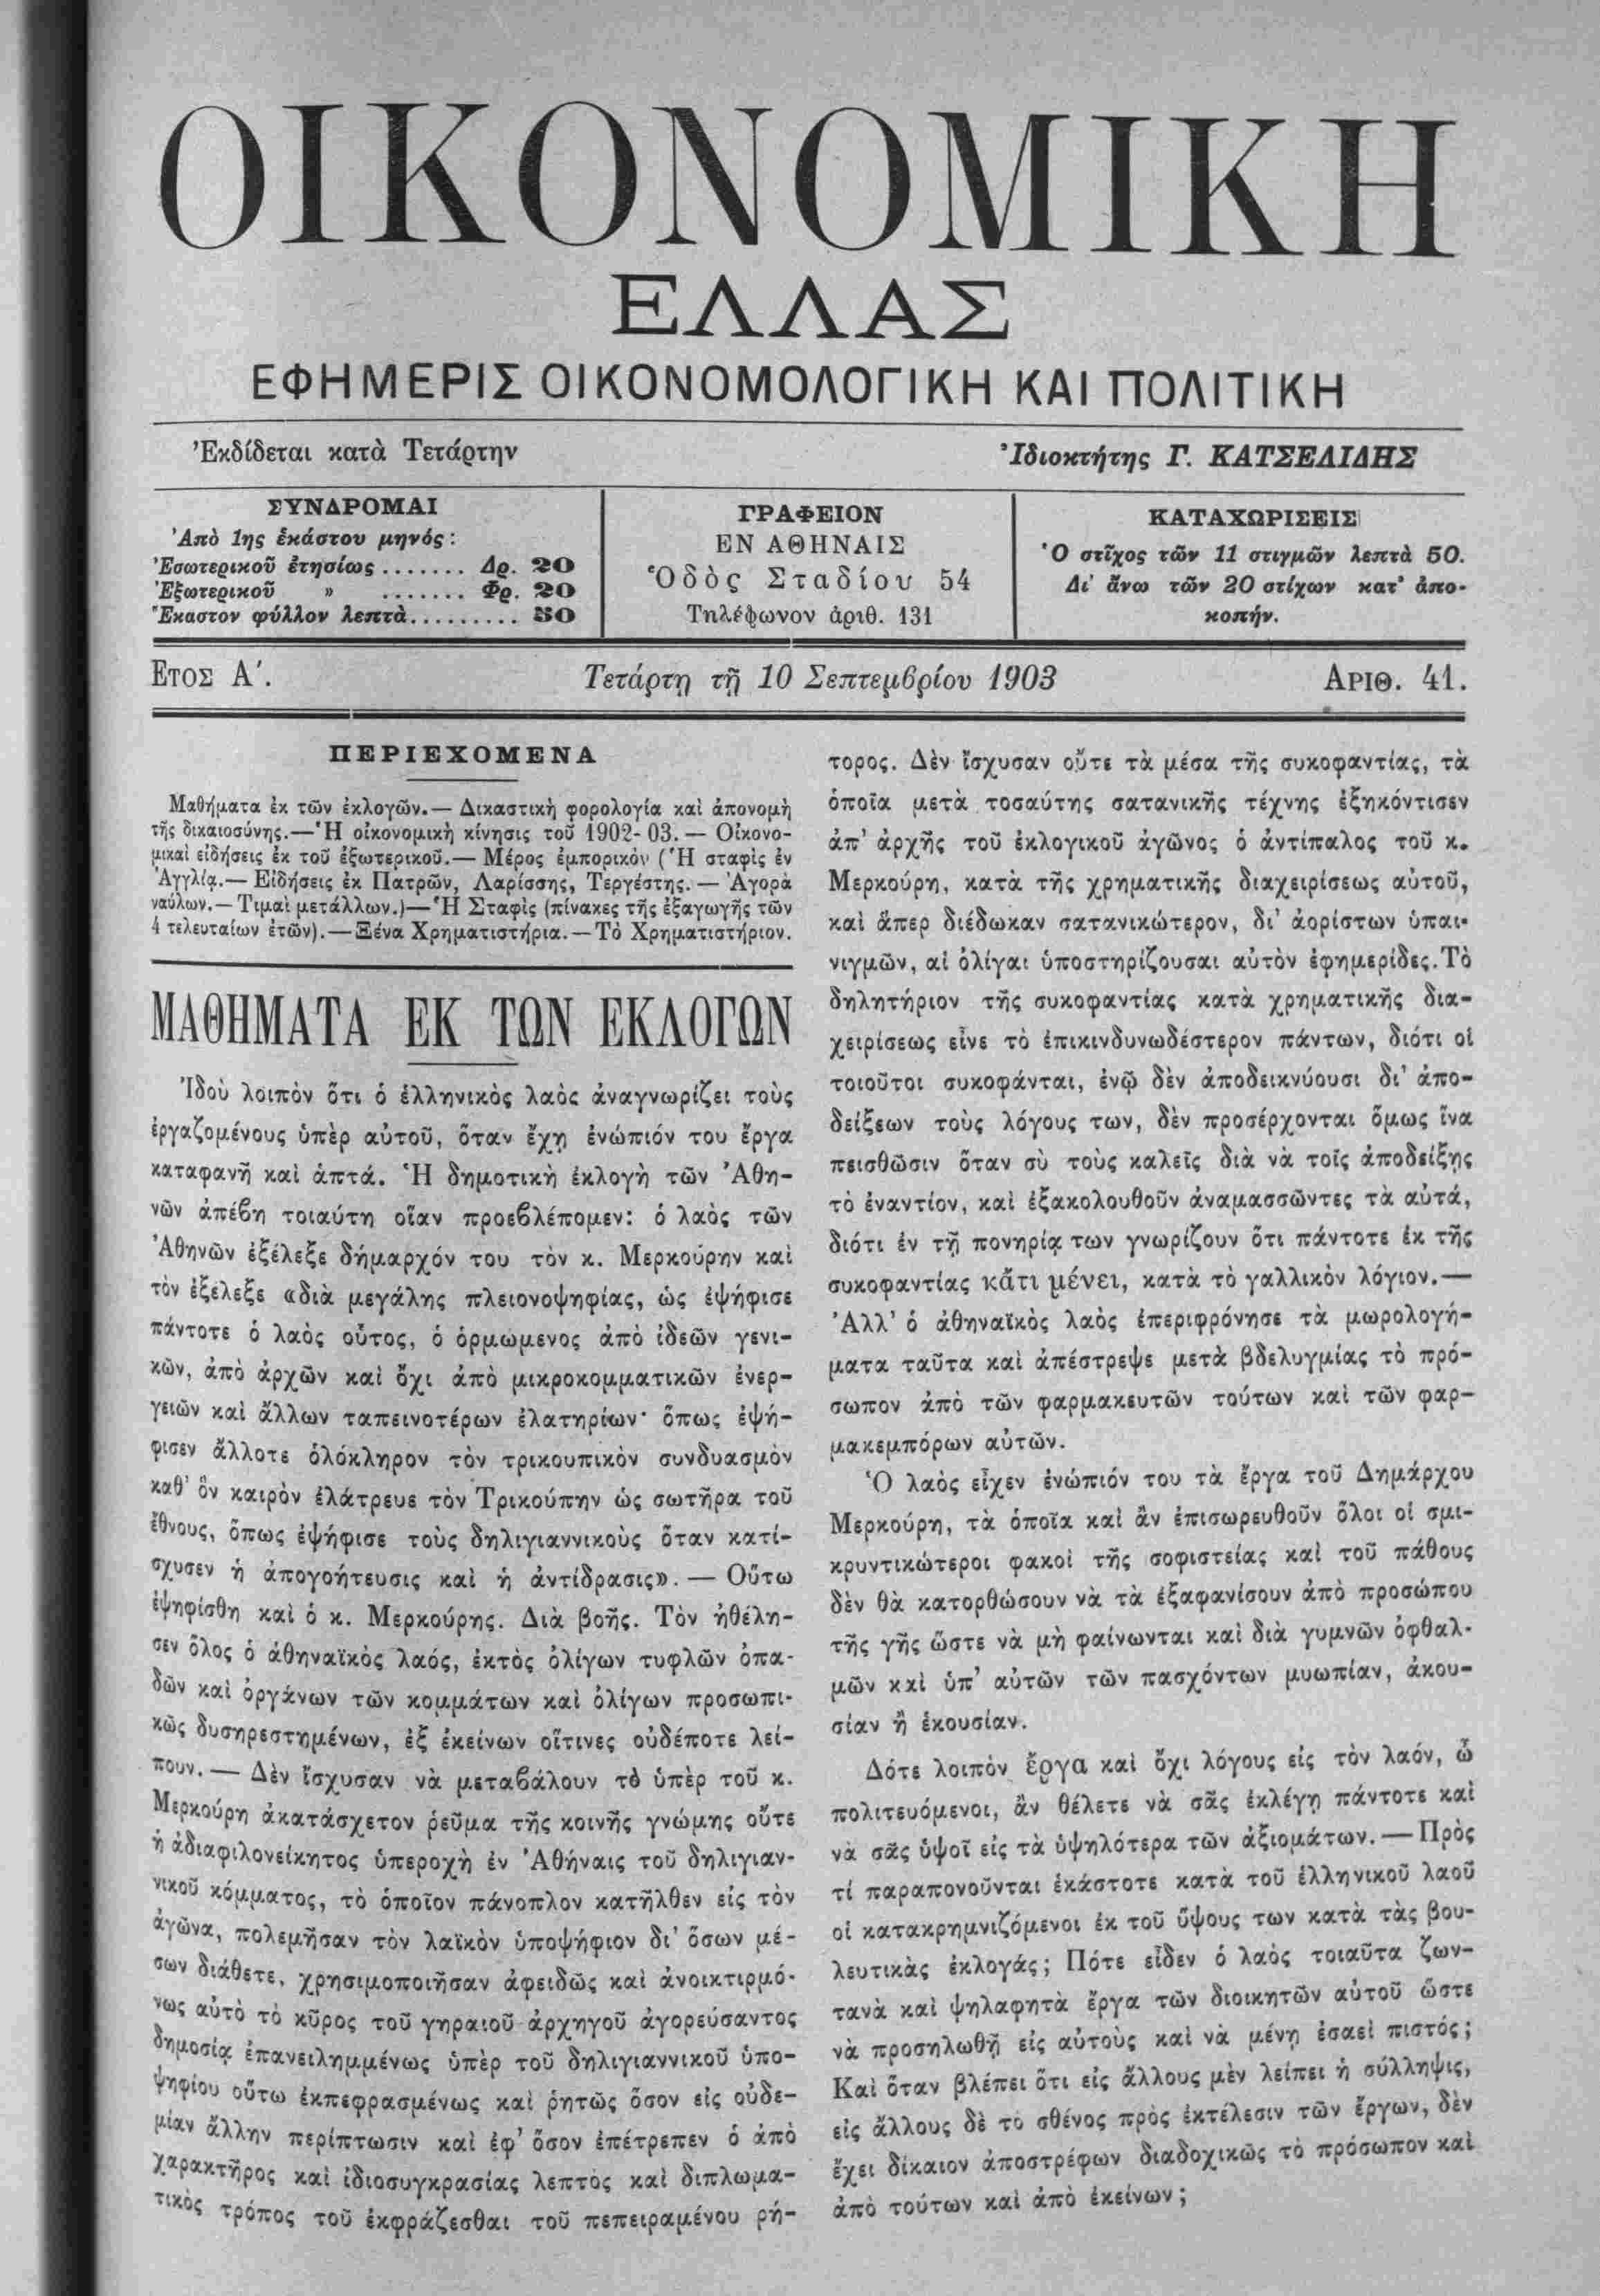 ΟΙΚΟΝΟΜΙΚΗ
ΕΛΛΑΣ
ΕΦΗΜΕΡΙΣ ΟΙΚΟΝΟΜΟΛΟΓΙΚΗ ΚΑΙ ΠΟΛΙΤΙΚΗ
Ἐκδίδεται κατὰ Τετάρτην
Ἰδιοκτήτης Γ. ΚΑΤΣΕΛΙΔΗΣ
ΣΥΝΔΡΟΜΑΙ
Ἀπὸ 1ης ἑκάστου μηνός:
Ἐσωτερικοῦ ἐτησίως ....... Δρ. 20
Ἐξωτερικοῦ » ....... Φρ. 20
Ἕκαστον φύλλον λεπτὰ.......... 50
ΓΡΑΦΕΙΟΝ
ΕΝ ΑΘΗΝΑΙΣ
Ὁδὸς Σταδίου 54
Τηλέφωνον ἀριθ. 131
ΚΑΤΑΧΩΡΙΣΕΙΣ
Ὁ στῖχος τῶν 11 στιγμῶν λεπτὰ 50.
Δι' ἄνω τῶν 20 στίχων κατ' ἀπο-
κοπήν.
ΕΤΟΣ Α΄.
Τετάρτῃ τῇ 10 Σεπτεμβρίου 1903
ΑΡΙΘ. 41.
ΠΕΡΙΕΧΟΜΕΝΑ
Μαθήματα ἐκ τῶν ἐκλογῶν.— Δικαστικὴ φορολογία καὶ ἀπονομὴ
τῆς δικαιοσύνης.—Ἡ οἰκονομικὴ κίνησις τοῦ 1902-03.— Οἰκονο-
μικαὶ εἰδήσεις ἐκ τοῦ ἐξωτερικοῦ.— Μέρος ἐμπορικὸν (Ἡ σταφὶς ἐν
Ἀγγλίᾳ.— Εἰδήσεις ἐκ Πατρῶν, Λαρίσσης, Τεργέστης.— Ἀγορὰ
ναύλων.—Τιμαὶ μετάλλων.)—Ἡ Σταφὶς (πίνακες τῆς ἐξαγωγῆς τῶν
4 τελευταίων ἐτῶν).—Ξένα Χρηματιστήρια.—Τὸ Χρηματιστήριον.
ΜΑΘΗΜΑΤΑ ΕΚ ΤΩΝ ΕΚΛΟΓΩΝ
Ἰδοὺ λοιπὸν ὅτι ὁ ἑλληνικὸς λαὸς ἀναγνωρίζει τοὺς
ἐργαζομένους ὑπὲρ αὐτοῦ, ὅταν ἔχῃ ἐνώπιόν του ἔργα
καταφανῆ καὶ ἁπτά. Ἡ δημοτικὴ ἐκλογὴ τῶν Ἀθη-
νῶν ἀπέβη τοιαύτη οἵαν προεβλέπομεν: ὁ λαὸς τῶν
Ἀθηνῶν ἐξέλεξε δήμαρχόν του τὸν κ. Μερκούρην καὶ
τὸν ἐξέλεξε «διὰ μεγάλης πλειονοψηφίας, ὡς ἐψήφισε
πάντοτε ὁ λαὸς οὗτος, ὁ ὁρμωμενος ἀπὸ ἰδεῶν γενι-
κῶν, ἀπὸ ἀρχῶν καὶ ὄχι ἀπὸ μικροκομματικῶν ἐνερ-
γειῶν καὶ ἄλλων ταπεινοτέρων ἐλατηρίων· ὅπως ἐψή-
φισεν ἄλλοτε ὁλόκληρον τὸν τρικουπικὸν συνδυασμὸν
καθ' ὃν καιρὸν ἐλάτρευε τὸν Τρικούπην ὡς σωτῆρα τοῦ
ἔθνους, ὅπως ἐψήφισε τοὺς δηλιγιαννικοὺς ὅταν κατί-
σχυσεν ἡ ἀπογοήτευσις καὶ ἡ ἀντίδρασις».— Οὕτω
ἐψηφίσθη καὶ ὁ κ. Μερκούρης. Διὰ βοῆς. Τὸν ἠθέλη-
σεν ὅλος ὁ ἀθηναϊκὸς λαός, ἐκτὸς ὀλίγων τυφλῶν ὀπα-
δῶν καὶ ὀργάνων τῶν κομμάτων καὶ ὀλίγων προσωπι-
κῶς δυσηρεστημένων, ἐξ ἐκείνων οἵτινες οὐδέποτε λεί-
πουν.— Δὲν ἴσχυσαν νὰ μεταβάλουν τὸ ὑπὲρ τοῦ κ.
Μερκούρη ἀκατάσχετον ῥεῦμα τῆς κοινῆς γνώμης οὔτε
ἡ ἀδιαφιλονείκητος ὑπεροχὴ ἐν Ἀθήναις τοῦ δηλιγιαν-
νικοῦ κόμματος, τὸ ὁποῖον πάνοπλον κατῆλθεν εἰς τὸν
ἀγῶνα, πολεμῆσαν τὸν λαϊκὸν ὑποψήφιον δι' ὅσων μέ-
σων διάθετε, χρησιμοποιῆσαν ἀφειδῶς καὶ ἀνοικτιρμό-
νως αὐτὸ τὸ κῦρος τοῦ γηραιοῦ ἀρχηγοῦ ἀγορεύσαντος
δημοσίᾳ ἐπανειλημμένως ὑπὲρ τοῦ δηλιγιαννικοῦ ὑπο-
ψηφίου οὕτω ἐκπεφρασμένως καὶ ῥητῶς ὅσον εἰς οὐδε-
μίαν ἄλλην περίπτωσιν καὶ ἐφ' ὅσον ἐπέτρεπεν ὁ ἀπὸ
χαρακτῆρος καὶ ἰδιοσυγκρασίας λεπτὸς καὶ διπλωμα-
τικὸς τρόπος τοῦ ἐκφράζεσθαι τοῦ πεπειραμένου ῥή-
τορος. Δὲν ἴσχυσαν οὔτε τὰ μέσα τῆς συκοφαντίας, τὰ
ὁποῖα μετὰ τοσαύτης σατανικῆς τέχνης ἐξηκόντισεν
ἀπ' ἀρχῆς τοῦ ἐκλογικοῦ ἀγῶνος ὁ ἀντίπαλος τοῦ κ.
Μερκούρη, κατὰ τῆς χρηματικῆς διαχειρίσεως αὐτοῦ,
καὶ ἅπερ διέδωκαν σατανικώτερον, δι' ἀορίστων ὑπαι-
νιγμῶν, αἱ ὀλίγαι ὑποστηρίζουσαι αὐτὸν ἐφημερίδες. Τὸ
δηλητήριον τῆς συκοφαντίας κατὰ χρηματικῆς δια-
χειρίσεως εἶνε τὸ ἐπικινδυνωδέστερον πάντων, διότι οἱ
τοιοῦτοι συκοφάνται, ἐνῷ δὲν ἀποδεικνύουσι δι' ἀπο-
δείξεων τοὺς λόγους των, δὲν προσέρχονται ὅμως ἵνα
πεισθῶσιν ὅταν σὺ τοὺς καλεῖς διὰ νὰ τοῖς ἀποδείξῃς
τὸ ἐναντίον, καὶ ἐξακολουθοῦν ἀναμασσῶντες τὰ αὐτά,
διότι ἐν τῇ πονηρίᾳ των γνωρίζουν ὅτι πάντοτε ἐκ τῆς
συκοφαντίας κἄτι μένει, κατὰ τὸ γαλλικὸν λόγιον.—
Ἀλλ' ὁ ἀθηναϊκὸς λαὸς ἐπεριφρόνησε τὰ μωρολογή-
ματα ταῦτα καὶ ἀπέστρεψε μετὰ βδελυγμίας τὸ πρό-
σωπον ἀπὸ τῶν φαρμακευτῶν τούτων καὶ τῶν φαρ-
μακεμπόρων αὐτῶν.
Ὁ λαὸς εἶχεν ἐνώπιόν του τὰ ἔργα τοῦ Δημάρχου
Μερκούρη, τὰ ὁποῖα καὶ ἂν ἐπισωρευθοῦν ὅλοι οἱ σμι-
κρυντικώτεροι φακοὶ τῆς σοφιστείας καὶ τοῦ πάθους
δὲν θὰ κατορθώσουν νὰ τὰ ἐξαφανίσουν ἀπὸ προσώπου
τῆς γῆς ὥστε νὰ μὴ φαίνωνται καὶ διὰ γυμνῶν ὀφθαλ-
μῶν καὶ ὑπ' αὐτῶν τῶν πασχόντων μυωπίαν, ἀκου-
σίαν ἢ ἑκουσίαν.
Δότε λοιπὸν ἔργα καὶ ὄχι λόγους εἰς τὸν λαόν, ὦ
πολιτευόμενοι, ἂν θέλετε νὰ σᾶς ἐκλέγῃ πάντοτε καὶ
νὰ σᾶς ὑψοῖ εἰς τὰ ὑψηλότερα τῶν ἀξιομάτων.—Πρὸς
τί παραπονοῦνται ἑκάστοτε κατὰ τοῦ ἑλληνικοῦ λαοῦ
οἱ κατακρημνιζόμενοι ἐκ τοῦ ὕψους των κατὰ τὰς βου-
λευτικὰς ἐκλογάς; Πότε εἶδεν ὁ λαὸς τοιαῦτα ζων-
τανὰ καὶ ψηλαφητὰ ἔργα τῶν διοικητῶν αὐτοῦ ὥστε
νὰ προσηλωθῇ εἰς αὐτοὺς καὶ νὰ μένῃ ἐσαεὶ πιστός;
Καὶ ὅταν βλέπει ὅτι εἰς ἄλλους μὲν λείπει ἡ σύλληψις,
εἰς ἄλλους δὲ τὸ σθένος πρὸς ἐκτέλεσιν τῶν ἔργων, δὲν
ἔχει δίκαιον ἀποστρέφων διαδοχικῶς τὸ πρόσωπον καὶ
ἀπὸ τούτων καὶ ἀπὸ ἐκείνων;